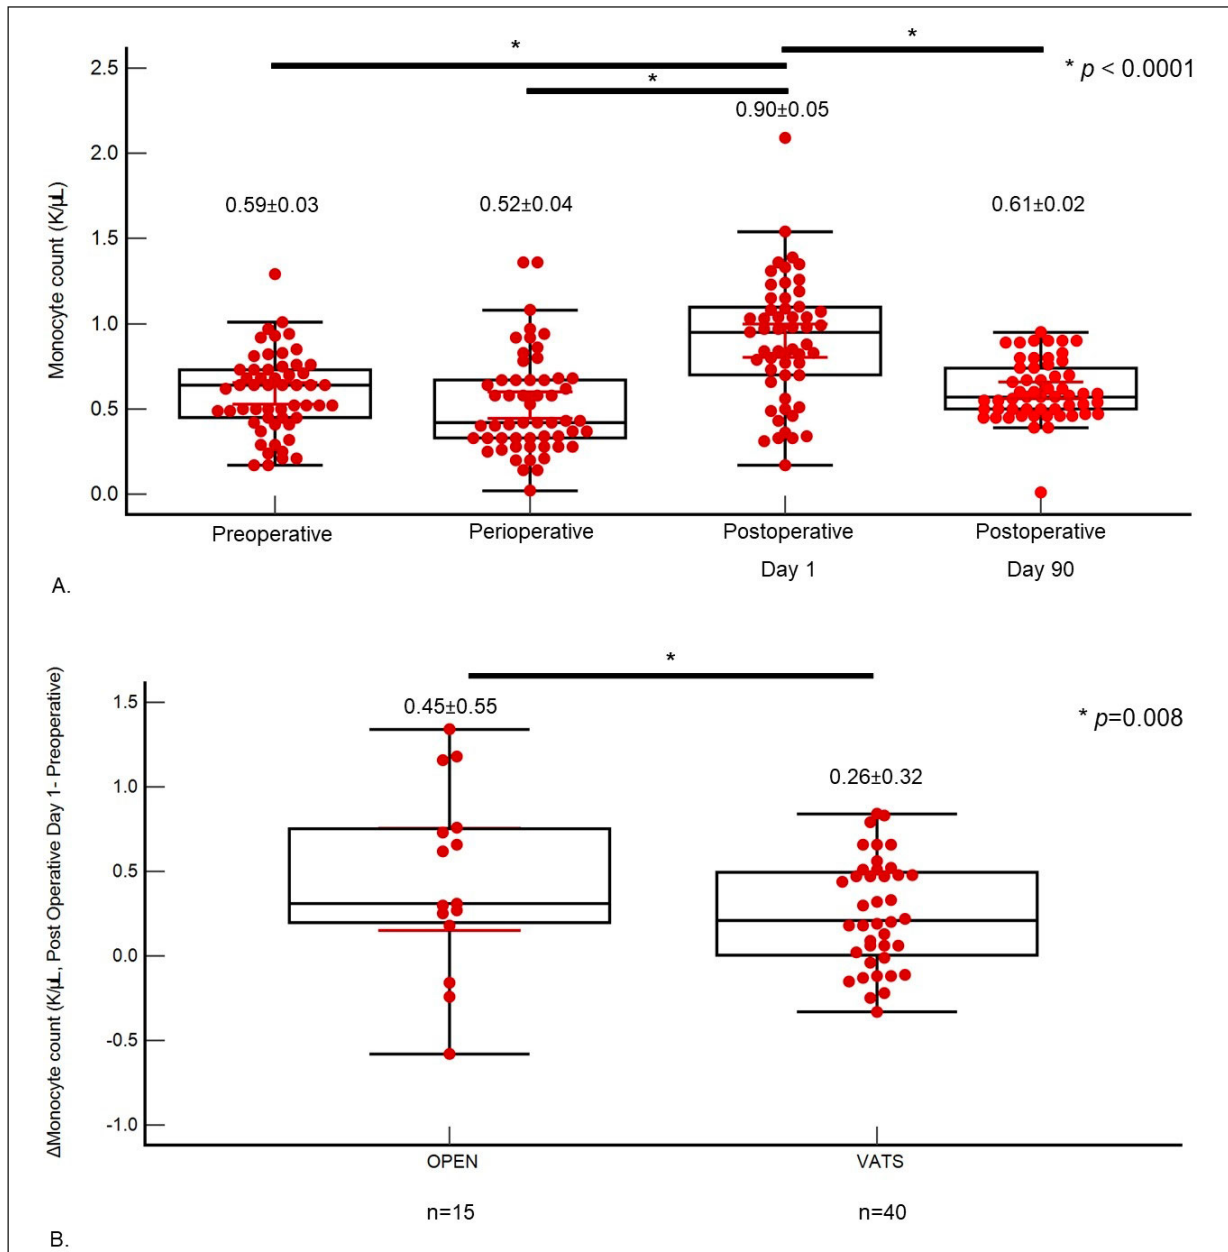 *
*
* p < 0.0001
*
2.5
0.90±0.05
2.0
0.59±0.03
0.52±0.04
0.61±0.02
1.5
1.0
0.5
0.0
Monocyte count (K/µL)
Preoperative
Perioperative
Postoperative
Day 1
Postoperative
Day 90
A.
*
1.5
0.45±0.55
* p=0.008
1.0
0.26±0.32
0.5
0.0
-0.5
-1.0
ΔMonocyte count (K/µL, Post Operative Day 1- Preoperative)
OPEN
VATS
n=15
n=40
B.